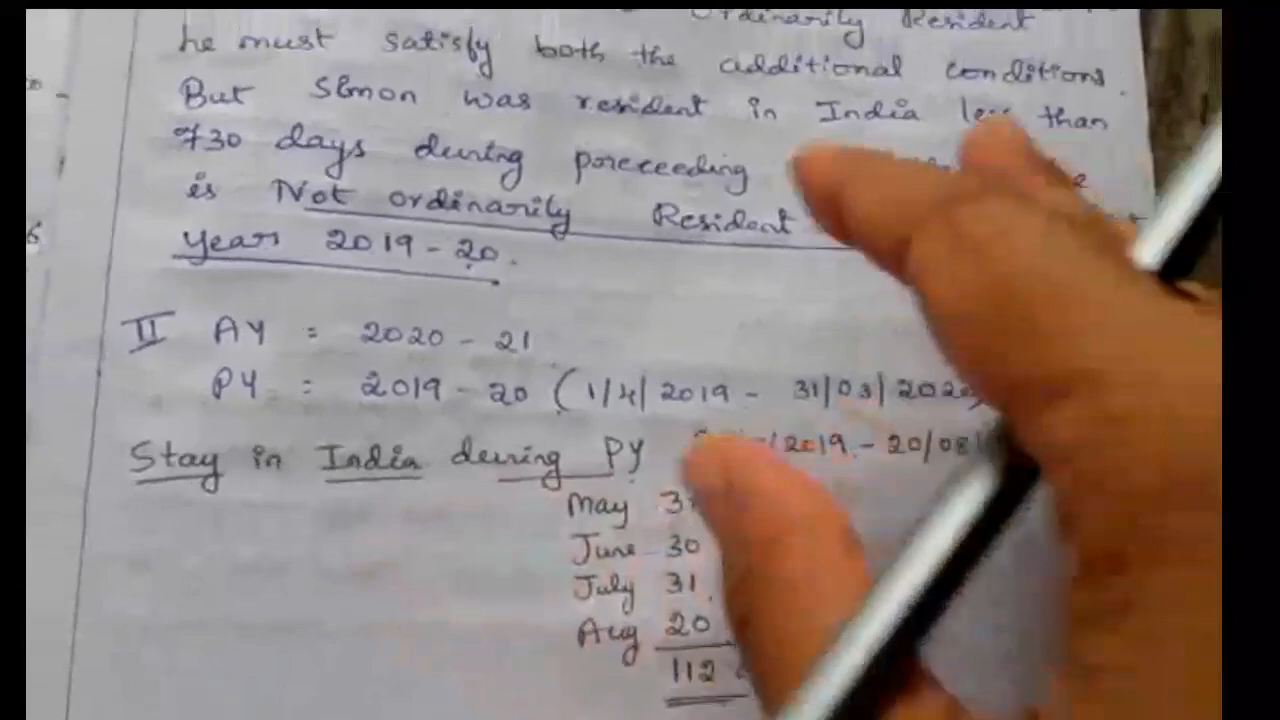 Ordinarily Resident
he must satisfy both the additional conditions.
But Simon was resident in India less than
730 days during poreceeding
is Not ordinarily Resident
year 2019-20.
II AY = 2020-21
PY = 2019-20 (1/4/2019 - 31/03/2020)
Stay in India during PY /2019 - 20/08/
May
June 30
July 31
Aug 20
112